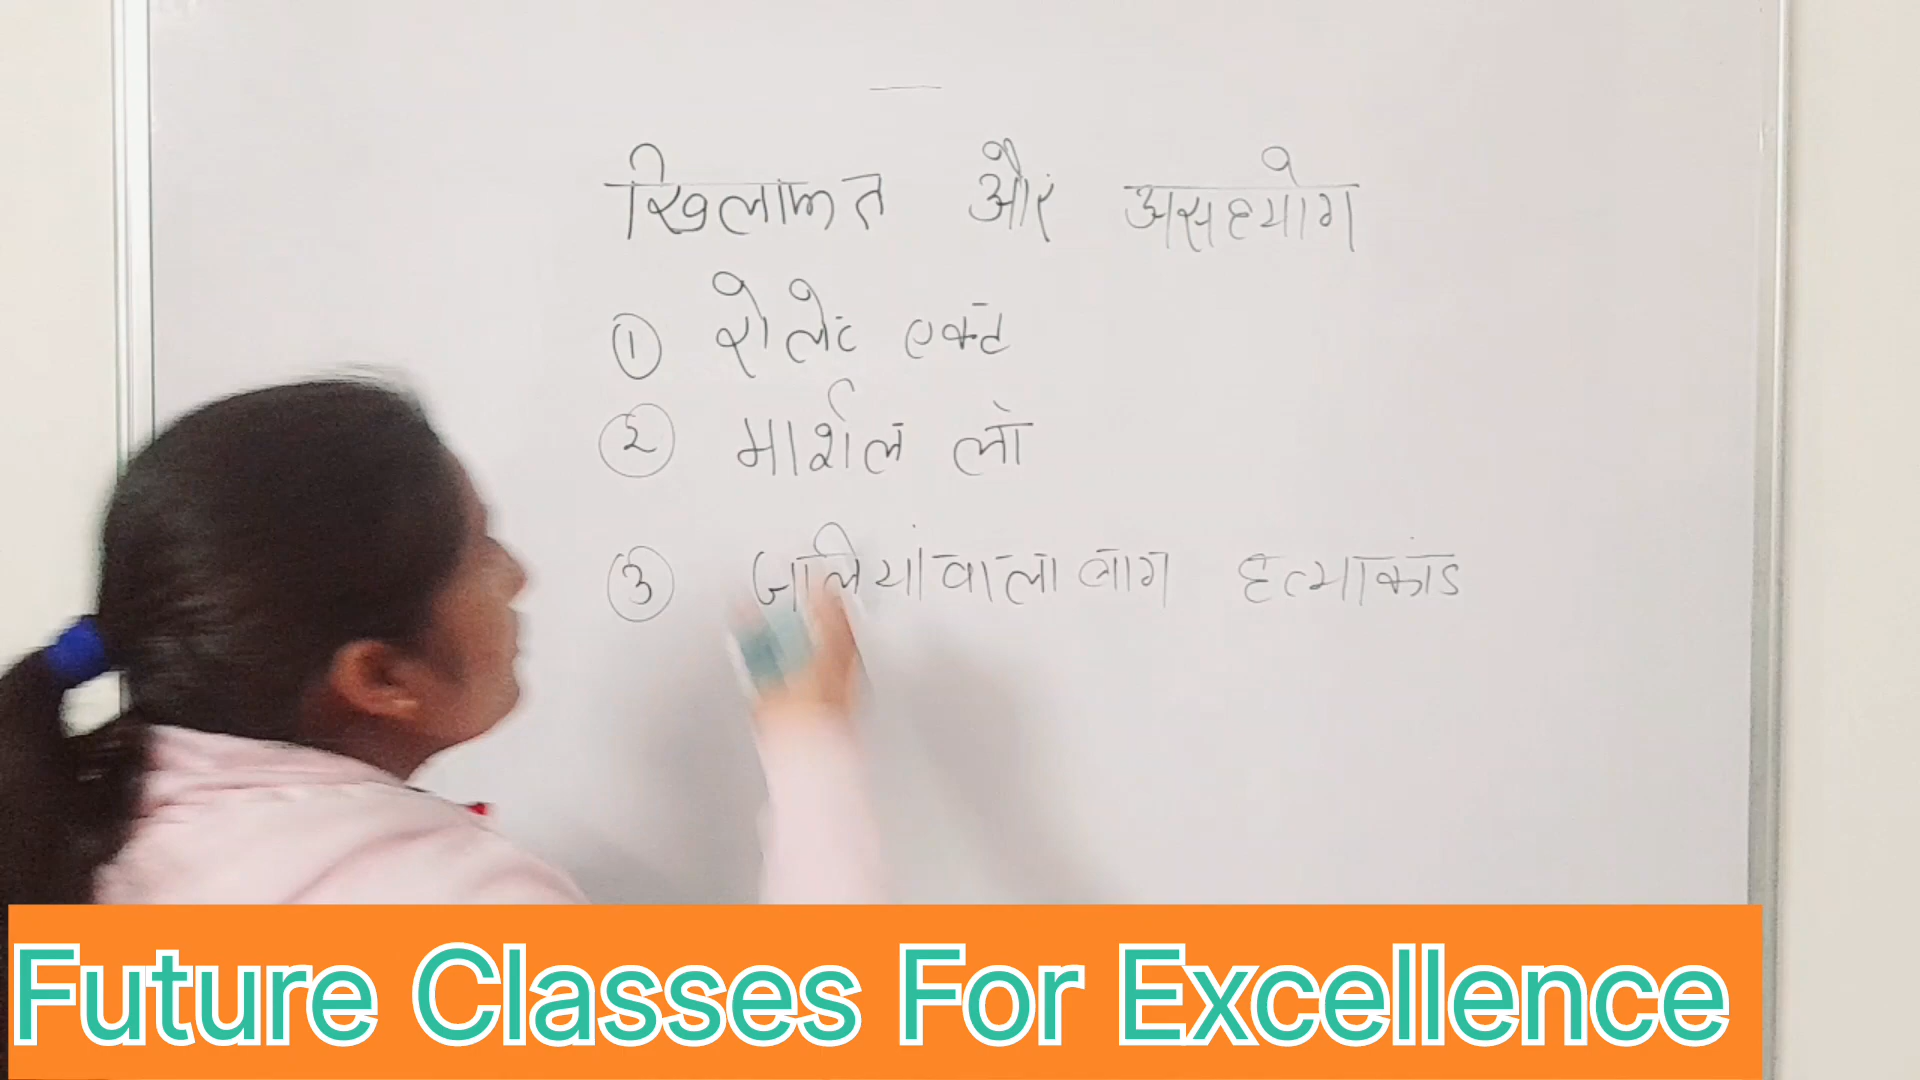 खिलाफत और असहयोग
① रोलेट एक्ट
② मार्शल लॉ
③ जलियांवाला बाग हत्याकांड
Future Classes For Excellence